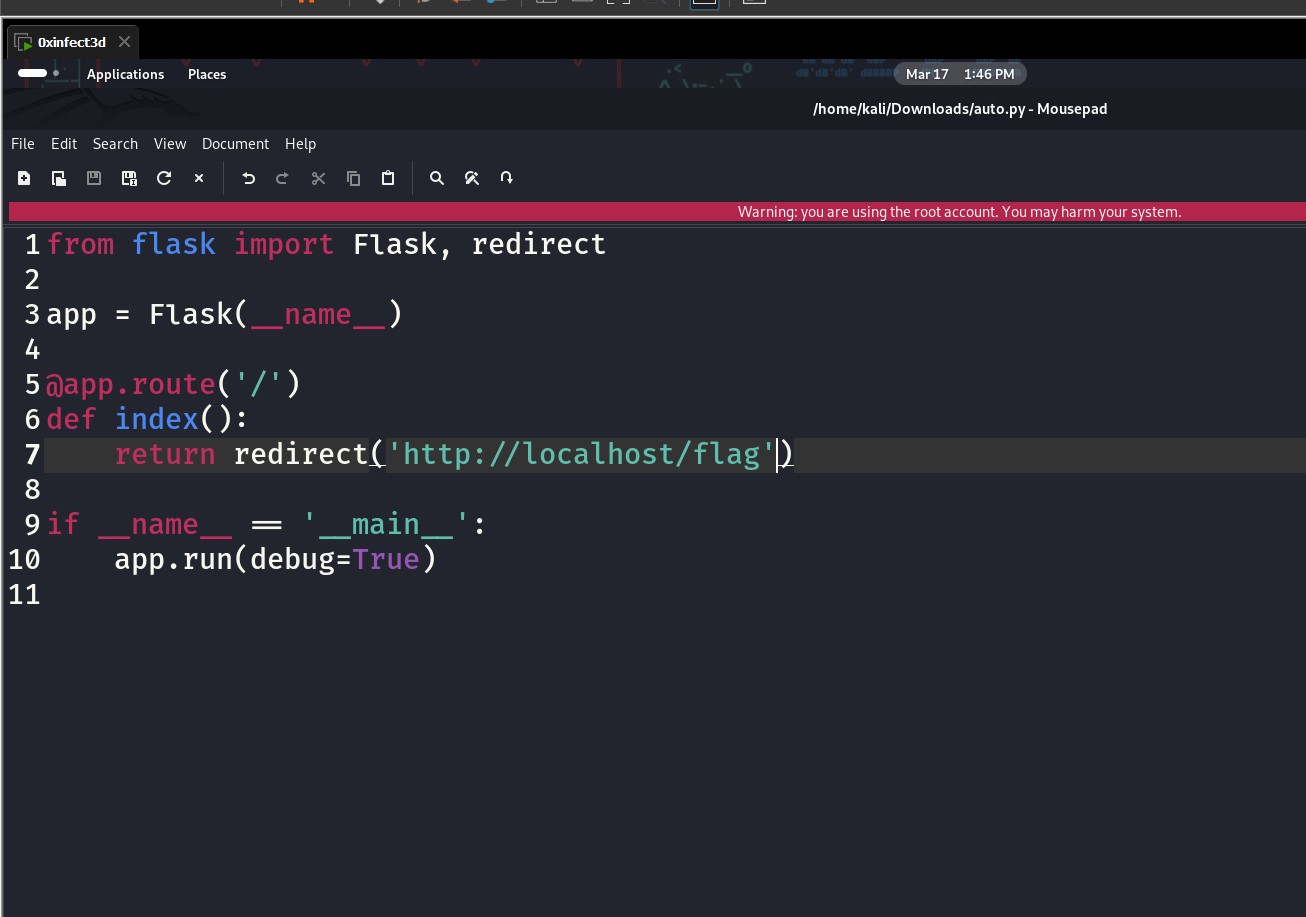 0xinfect3d
Applications Places Mar 17 1:46 PM
/home/kali/Downloads/auto.py - Mousepad
File Edit Search View Document Help
Warning: you are using the root account. You may harm your system.
1 from flask import Flask, redirect
2
3 app = Flask(__name__)
4
5 @app.route('/')
6 def index():
7     return redirect('http://localhost/flag')
8
9 if __name__ == '__main__':
10     app.run(debug=True)
11